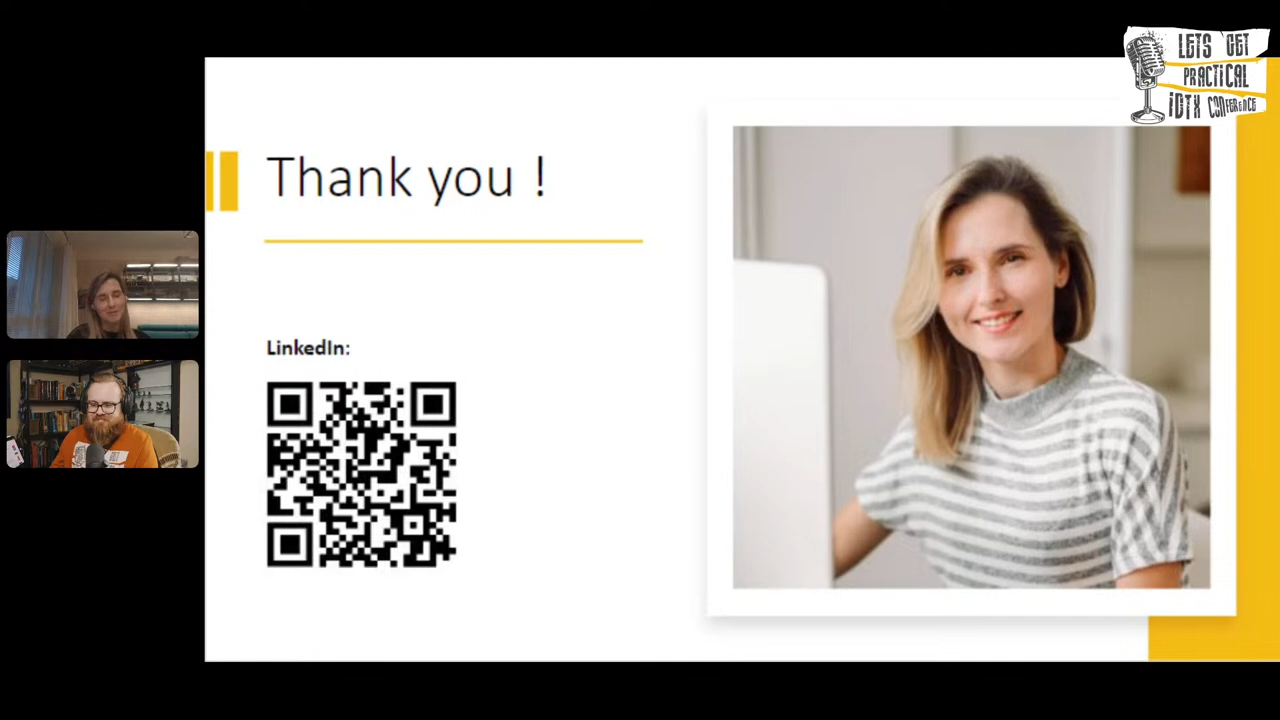 LETS GET
PRACTICAL
iDTX CONFERENCE
Thank you !
LinkedIn: